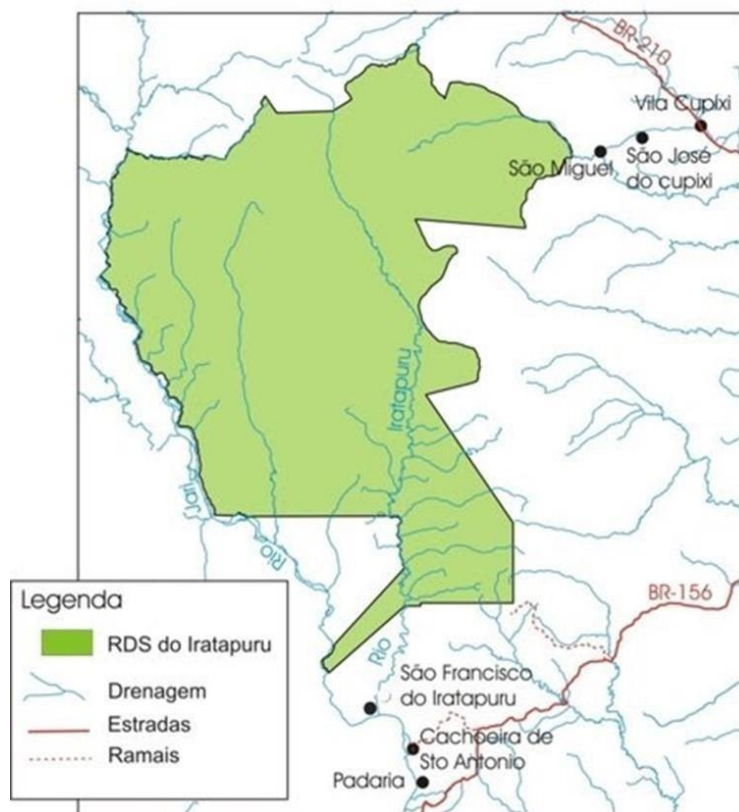 BR-210
Vila Cupixi
São Miguel
São José
do cupixi
Iratapuru
Jari
Rio
BR-156
Rio
São Francisco
do Iratapuru
Cachoeira de
Sto Antonio
Padaria
Legenda
RDS do Iratapuru
Drenagem
Estradas
Ramais